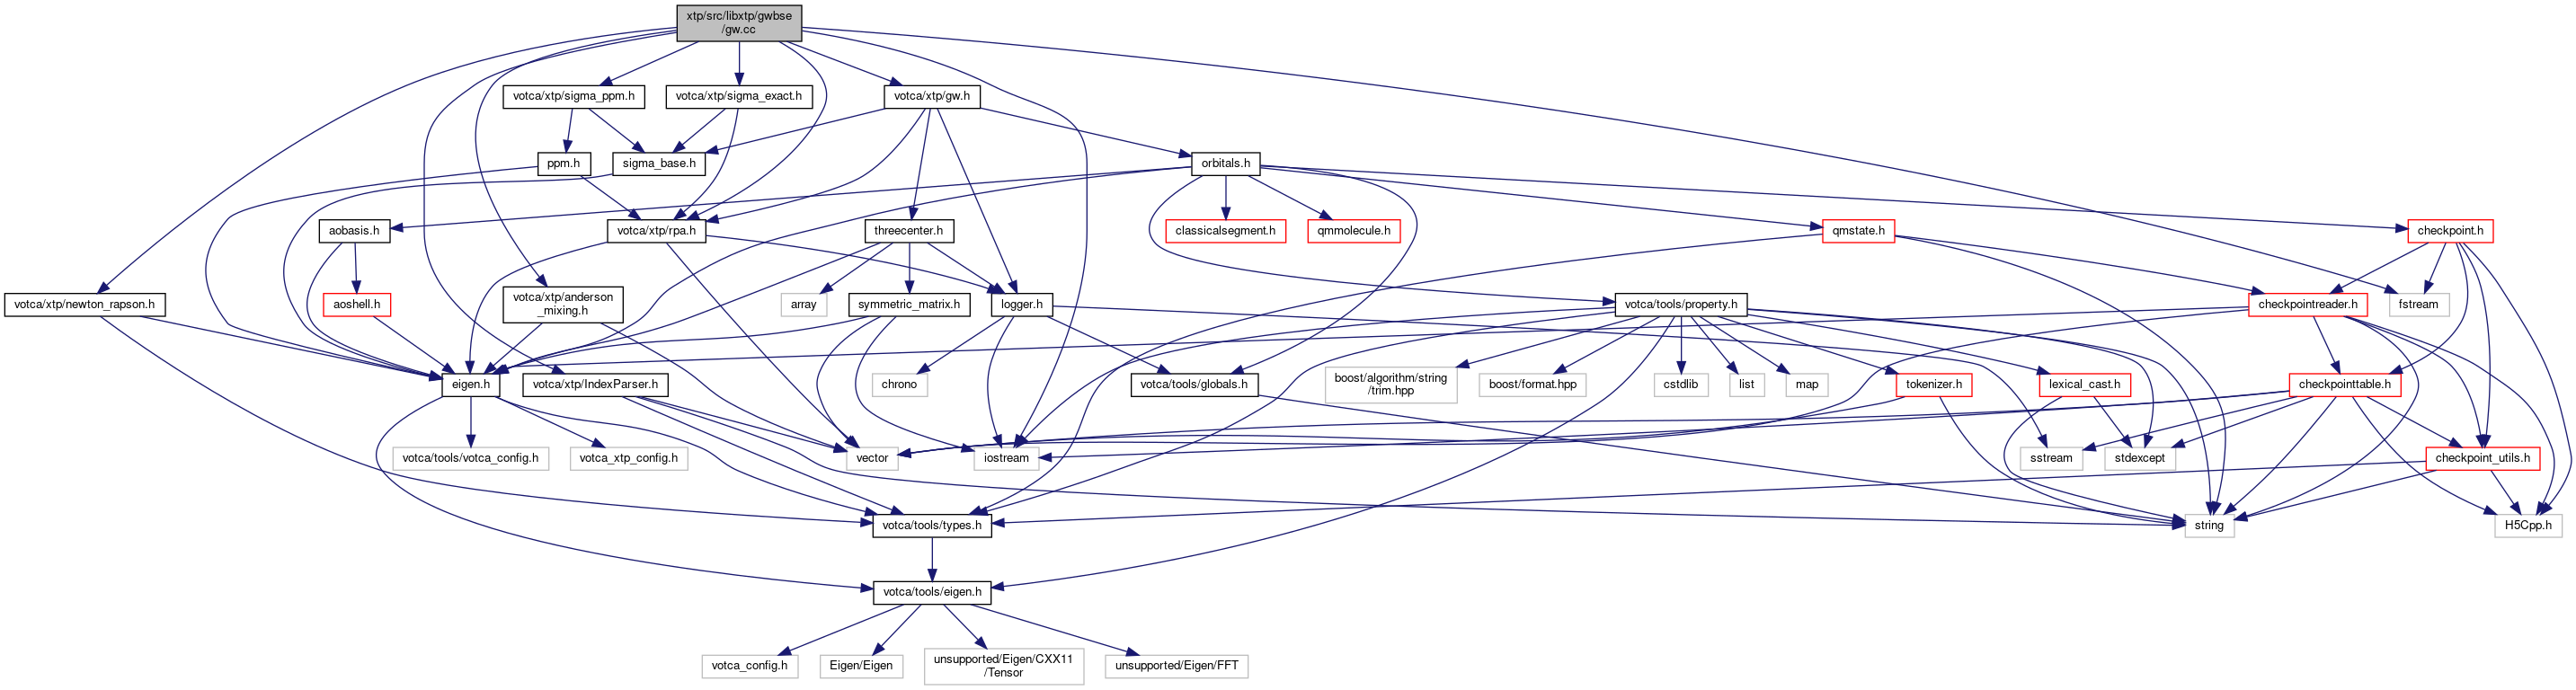 xtp/src/libxtp/gwbse
/gw.cc
votca/xtp/sigma_ppm.h
votca/xtp/sigma_exact.h
votca/xtp/gw.h
ppm.h
sigma_base.h
orbitals.h
aobasis.h
votca/xtp/rpa.h
threecenter.h
classicalsegment.h
qmmolecule.h
qmstate.h
checkpoint.h
votca/xtp/newton_rapson.h
aoshell.h
votca/xtp/anderson
_mixing.h
array
symmetric_matrix.h
logger.h
votca/tools/property.h
checkpointreader.h
fstream
eigen.h
votca/xtp/IndexParser.h
chrono
votca/tools/globals.h
boost/algorithm/string
/trim.hpp
boost/format.hpp
cstdlib
list
map
tokenizer.h
lexical_cast.h
checkpointtable.h
votca/tools/votca_config.h
votca_xtp_config.h
vector
iostream
sstream
stdexcept
checkpoint_utils.h
votca/tools/types.h
string
H5Cpp.h
votca/tools/eigen.h
votca_config.h
Eigen/Eigen
unsupported/Eigen/CXX11
/Tensor
unsupported/Eigen/FFT